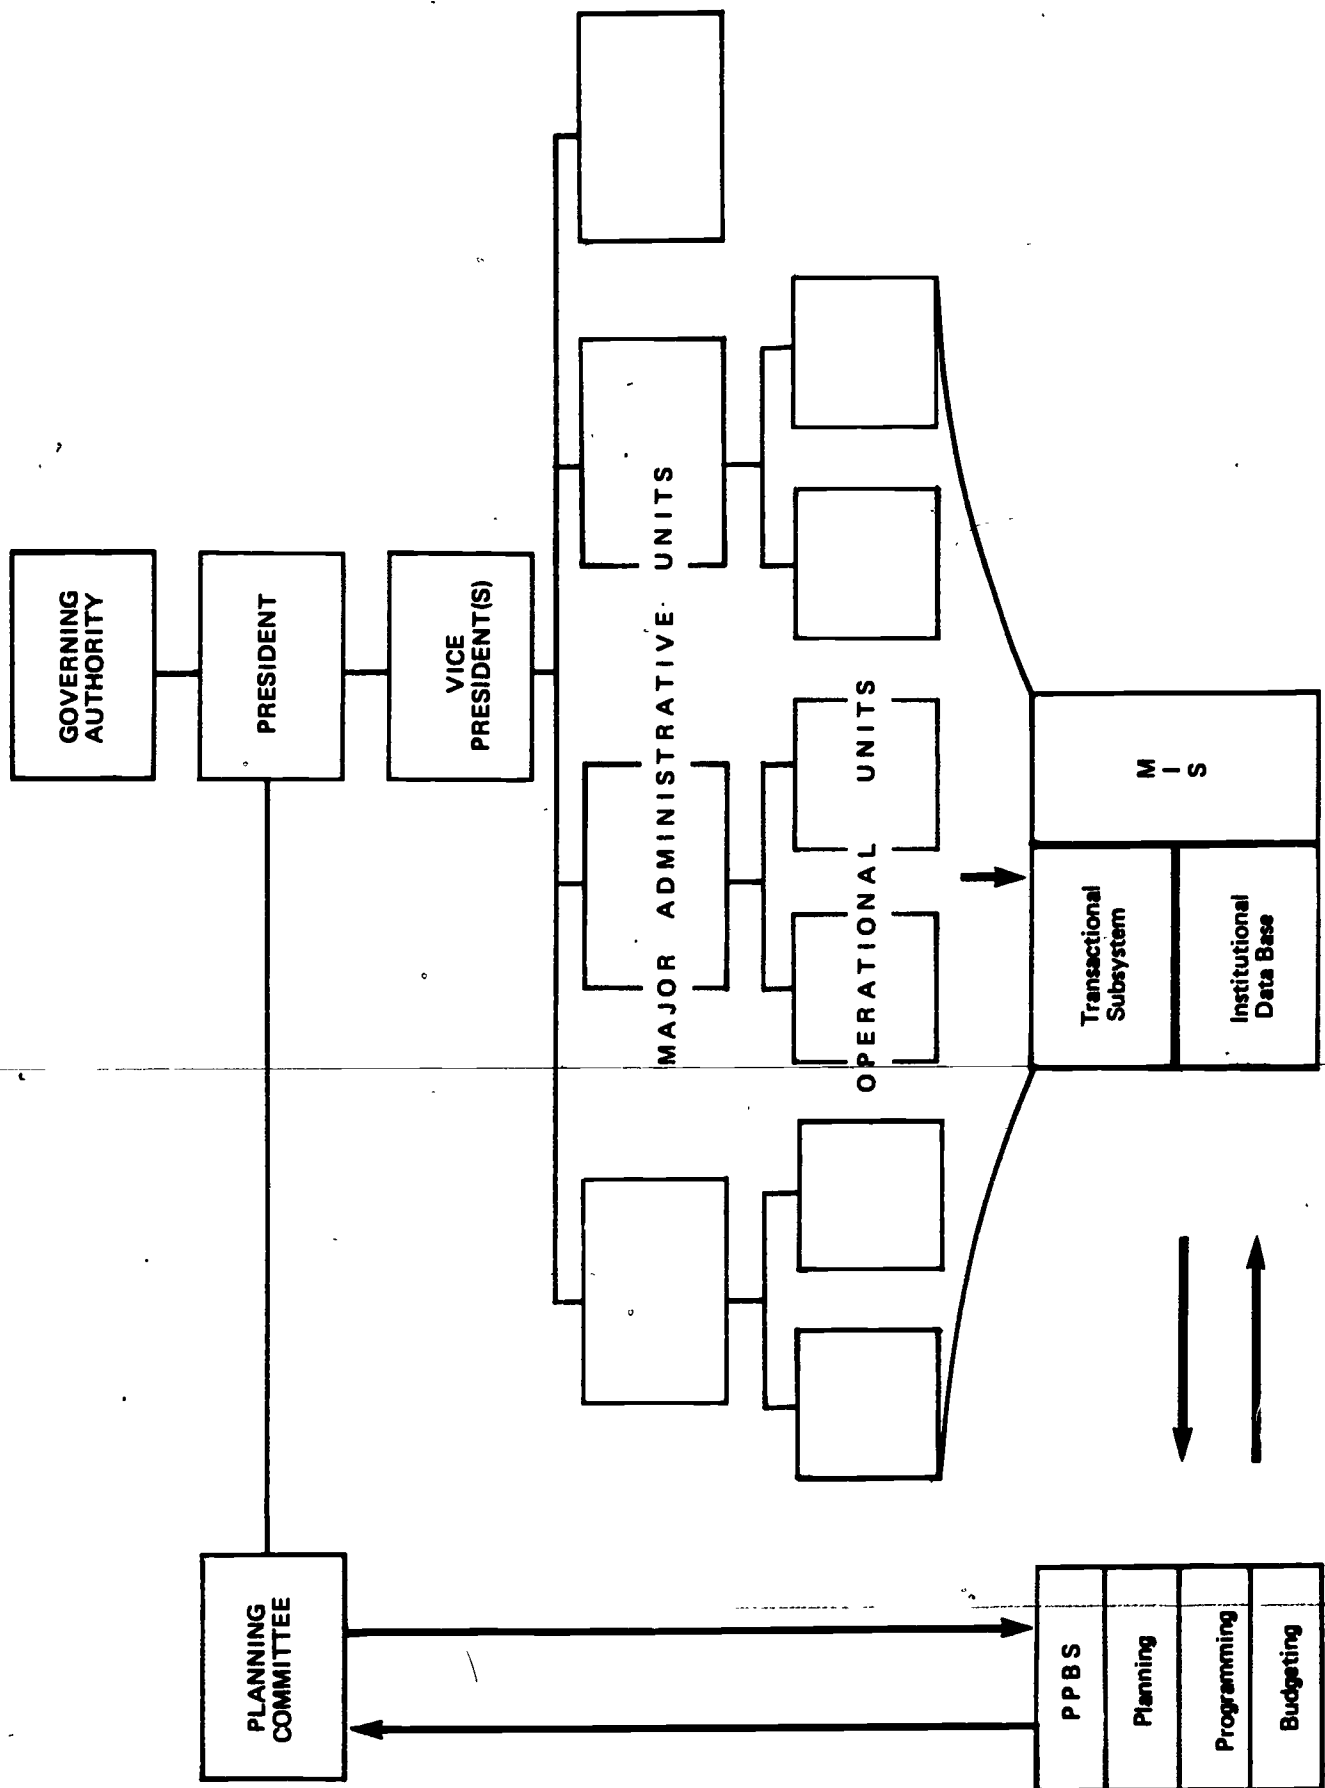 GOVERNING
AUTHORITY
PLANNING
COMMITTEE
PRESIDENT
VICE
PRESIDENT(S)
MAJOR ADMINISTRATIVE UNITS
OPERATIONAL UNITS
PPBS
Planning
Programming
Budgeting
Transactional
Subsystem
Institutional
Data Base
M
I
S